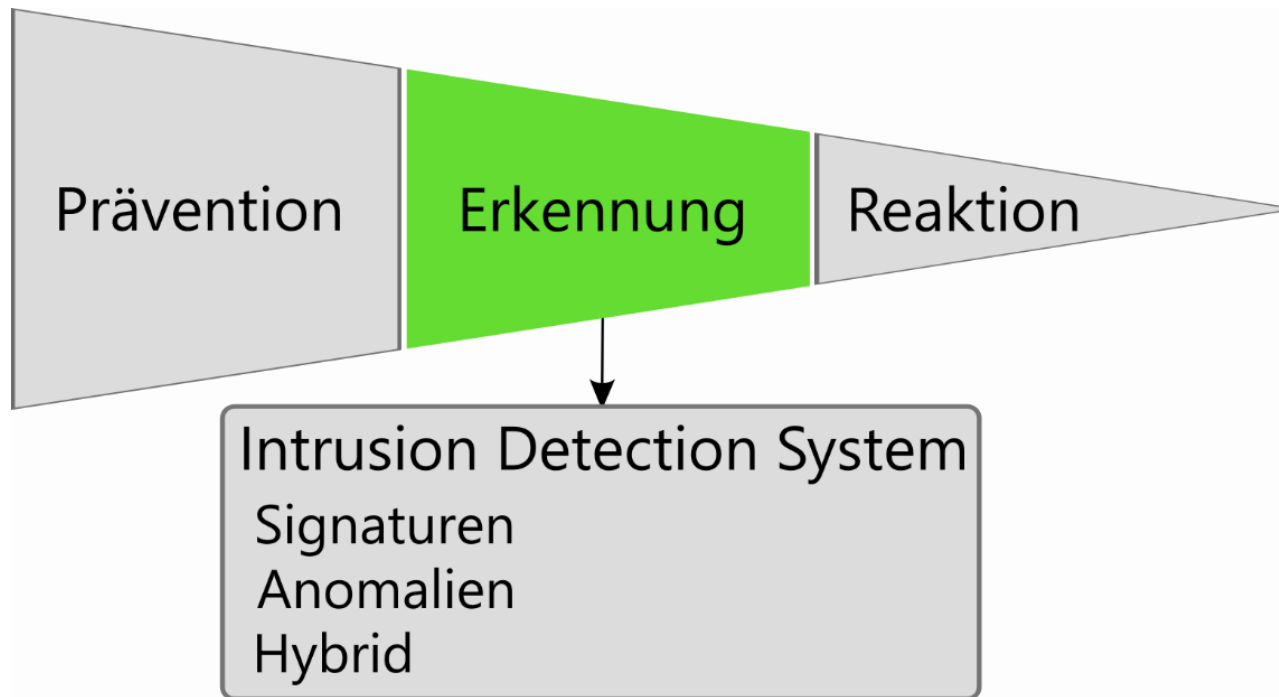 Prävention
Erkennung
Reaktion
Intrusion Detection System
Signaturen
Anomalien
Hybrid